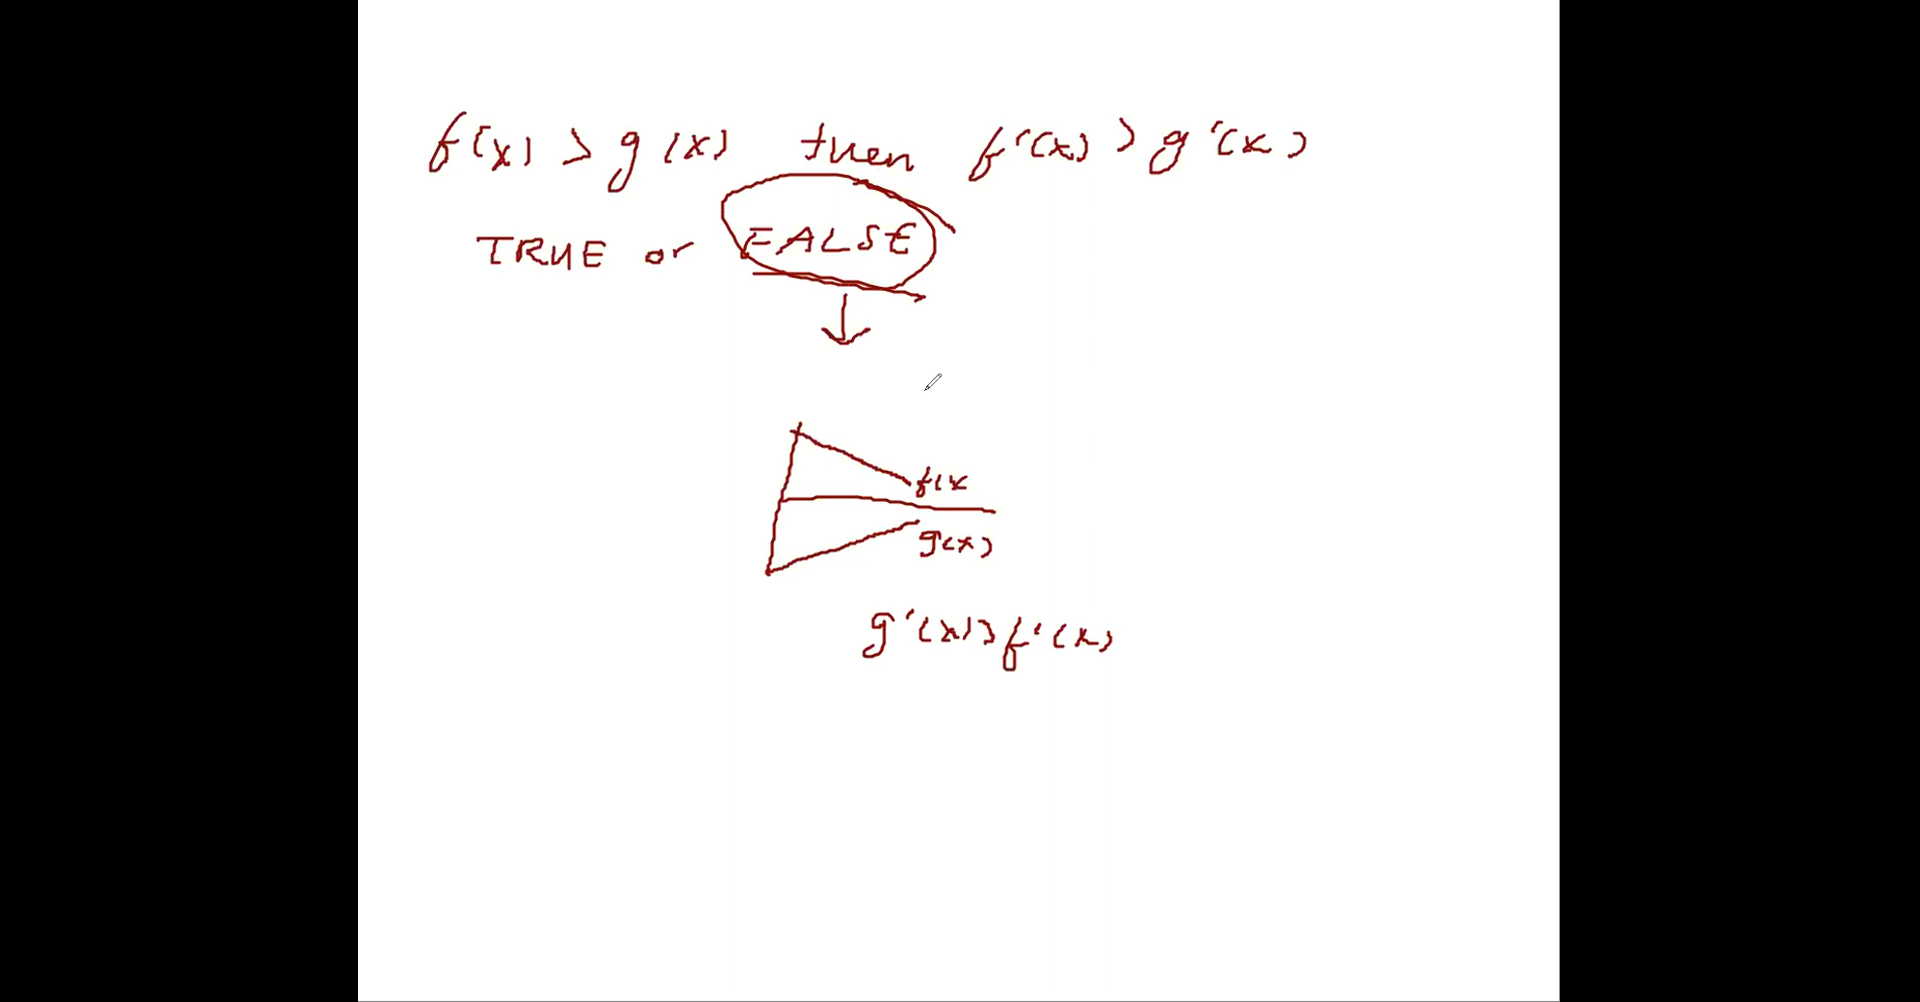 f(x) > g(x) then f'(x) > g'(x)
TRUE or FALSE
f(x
g(x)
g'(x) > f'(x)